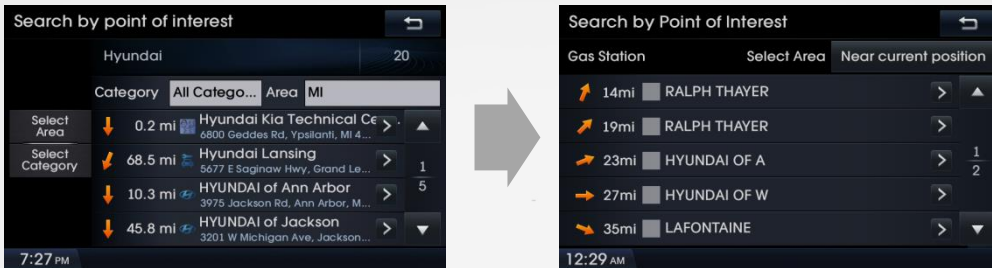 Search by point of interest
Hyundai 20
Category All Catego... Area MI
Select Area
Select Category
0.2 mi Hyundai Kia Technical Ce...
6800 Geddes Rd, Ypsilanti, MI 4...
68.5 mi Hyundai Lansing
5677 E Saginaw Hwy, Grand Le...
10.3 mi HYUNDAI of Ann Arbor
3975 Jackson Rd, Ann Arbor, M...
45.8 mi HYUNDAI of Jackson
3201 W Michigan Ave, Jackson...
1
5
7:27 PM
Search by Point of Interest
Gas Station Select Area Near current position
14mi RALPH THAYER
19mi RALPH THAYER
23mi HYUNDAI OF A
27mi HYUNDAI OF W
35mi LAFONTAINE
1
2
12:29 AM